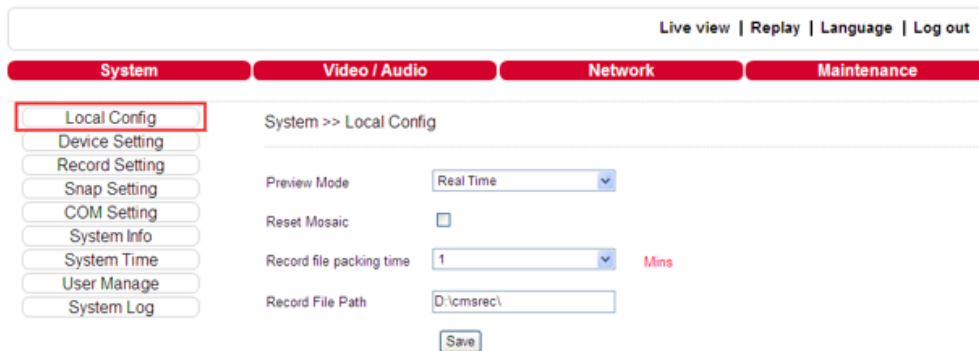 Live view | Replay | Language | Log out
System Video / Audio Network Maintenance
Local Config
Device Setting
Record Setting
Snap Setting
COM Setting
System Info
System Time
User Manage
System Log
System >> Local Config
Preview Mode Real Time
Reset Mosaic
Record file packing time 1 Mins
Record File Path D:\cmsrec\
Save